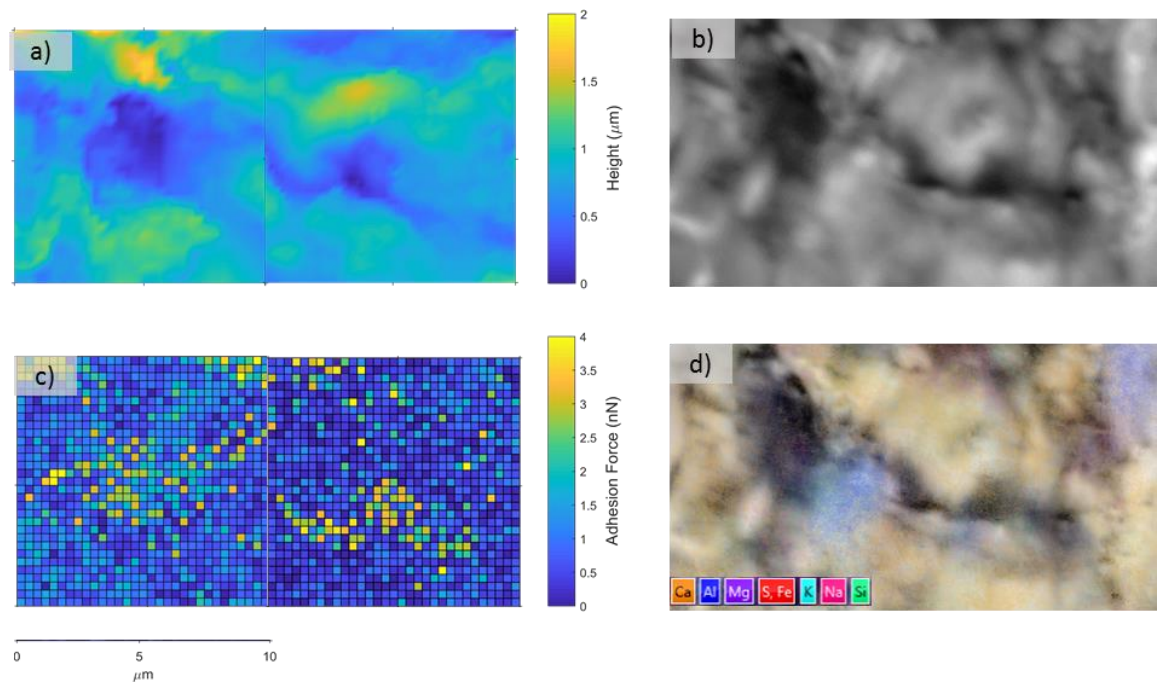 a)
2
1.5
1
0.5
0
Height (μm)
b)
c)
4
3.5
3
2.5
2
1.5
1
0.5
0
Adhesion Force (nN)
0 5 10
μm
d)
Ca Al Mg S, Fe K Na Si